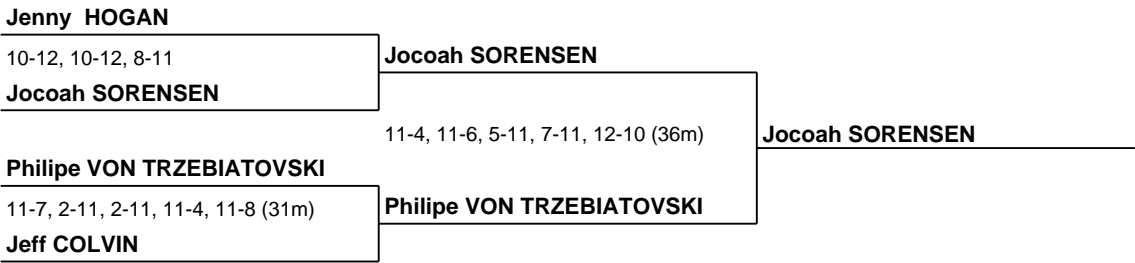 Jenny  HOGAN
10-12, 10-12, 8-11
Jocoah SORENSEN
Jocoah SORENSEN
11-4, 11-6, 5-11, 7-11, 12-10 (36m)
Jocoah SORENSEN
Philipe VON TRZEBIATOVSKI
11-7, 2-11, 2-11, 11-4, 11-8 (31m)
Philipe VON TRZEBIATOVSKI
Jeff COLVIN